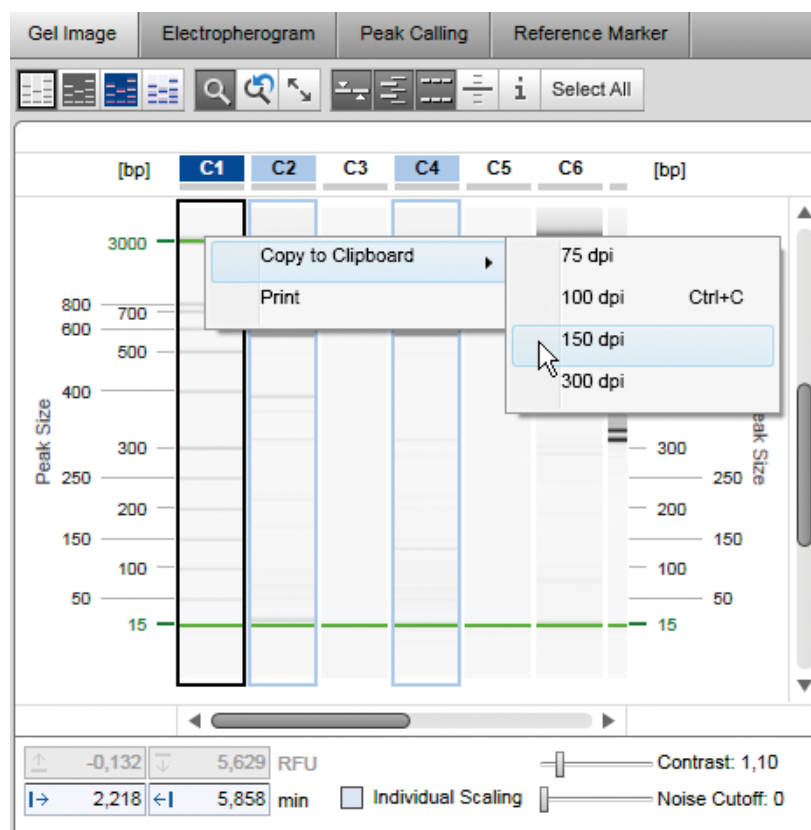 Gel Image Electropherogram Peak Calling Reference Marker
i Select All
[bp] C1 C2 C3 C4 C5 C6 [bp]
3000
Copy to Clipboard
75 dpi
Print
100 dpi Ctrl+C
150 dpi
300 dpi
800
700
600
500
400
300
250
200
150
100
50
15
Peak Size
300
250
200
150
100
50
15
eak Size
-0,132 5,629 RFU
Contrast: 1,10
2,218 5,858 min
Individual Scaling
Noise Cutoff: 0